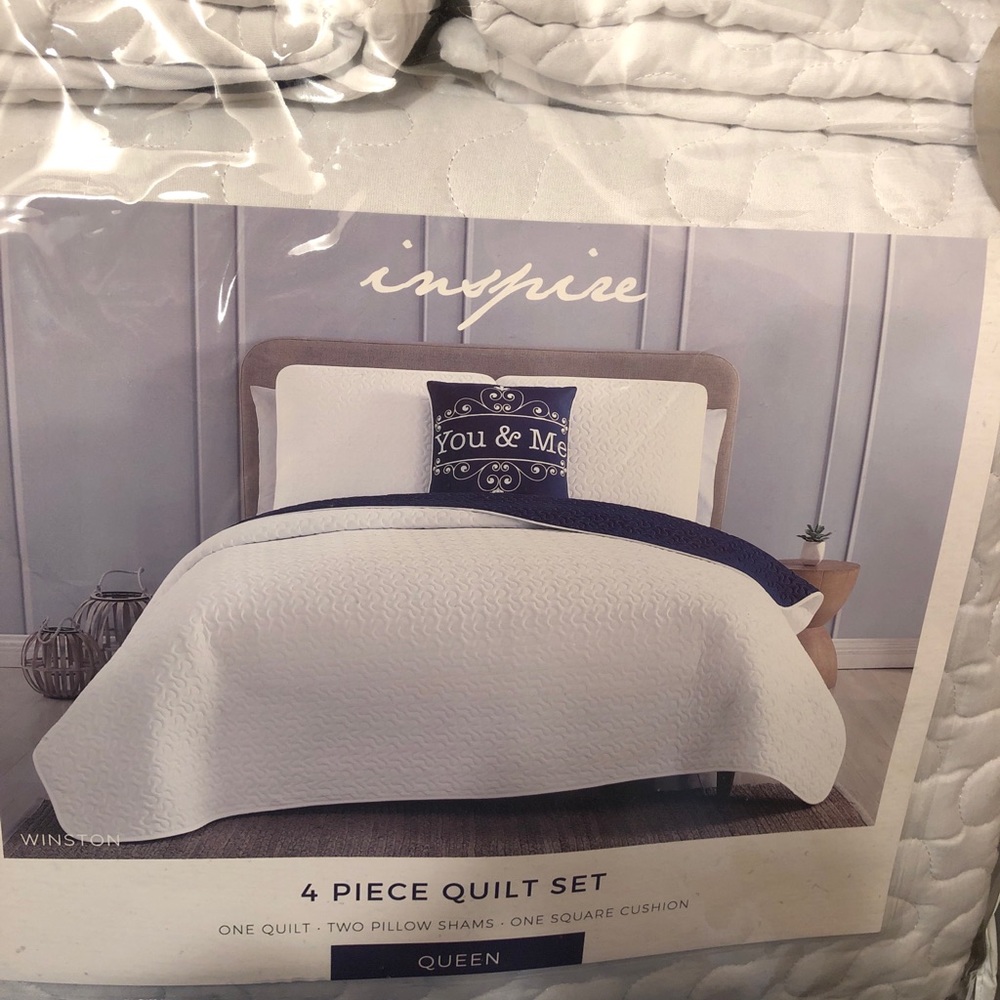 inspire
You & Me
WINSTON
4 PIECE QUILT SET
ONE QUILT · TWO PILLOW SHAMS · ONE SQUARE CUSHION
QUEEN